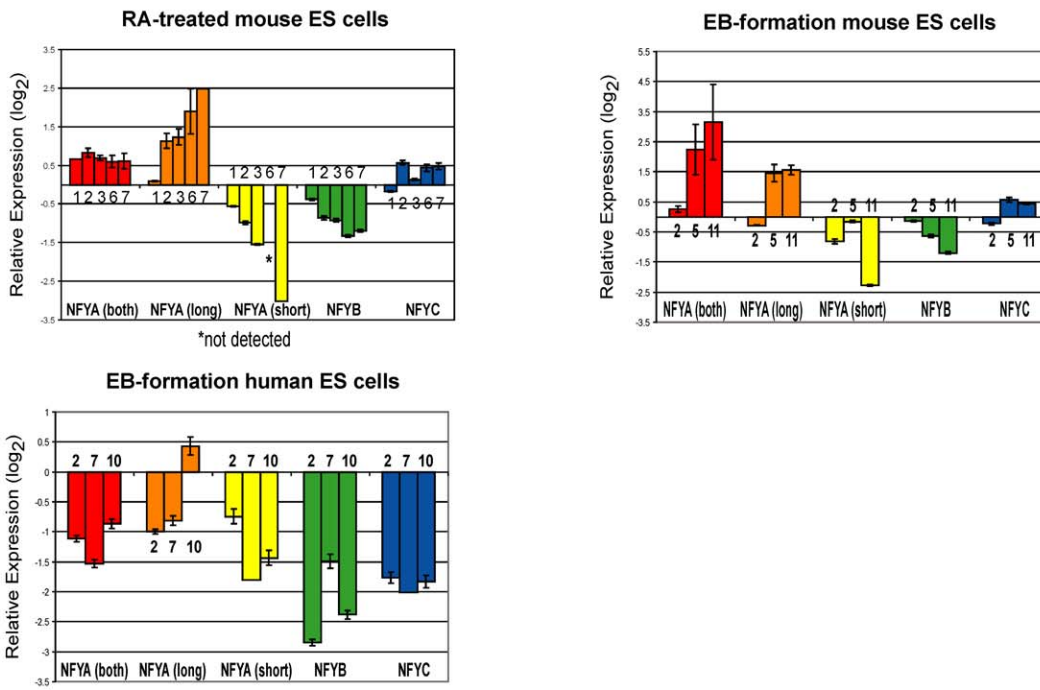 RA-treated mouse ES cells
Relative Expression (log2)
3.5
2.5
1.5
0.5
-0.5
-1.5
-2.5
-3.5
1 2 3 6 7
1 2 3 6 7
1 2 3 6 7
1 2 3 6 7
1 2 3 6 7
*
NFYA (both)
NFYA (long)
NFYA (short)
NFYB
NFYC
*not detected
EB-formation mouse ES cells
Relative Expression (log2)
5.5
4.5
3.5
2.5
1.5
0.5
-0.5
-1.5
-2.5
-3.5
2 5 11
2 5 11
2 5 11
2 5 11
2 5 11
NFYA (both)
NFYA (long)
NFYA (short)
NFYB
NFYC
EB-formation human ES cells
Relative Expression (log2)
1
0.5
0
-0.5
-1
-1.5
-2
-2.5
-3
-3.5
2 7 10
2 7 10
2 7 10
2 7 10
2 7 10
NFYA (both)
NFYA (long)
NFYA (short)
NFYB
NFYC